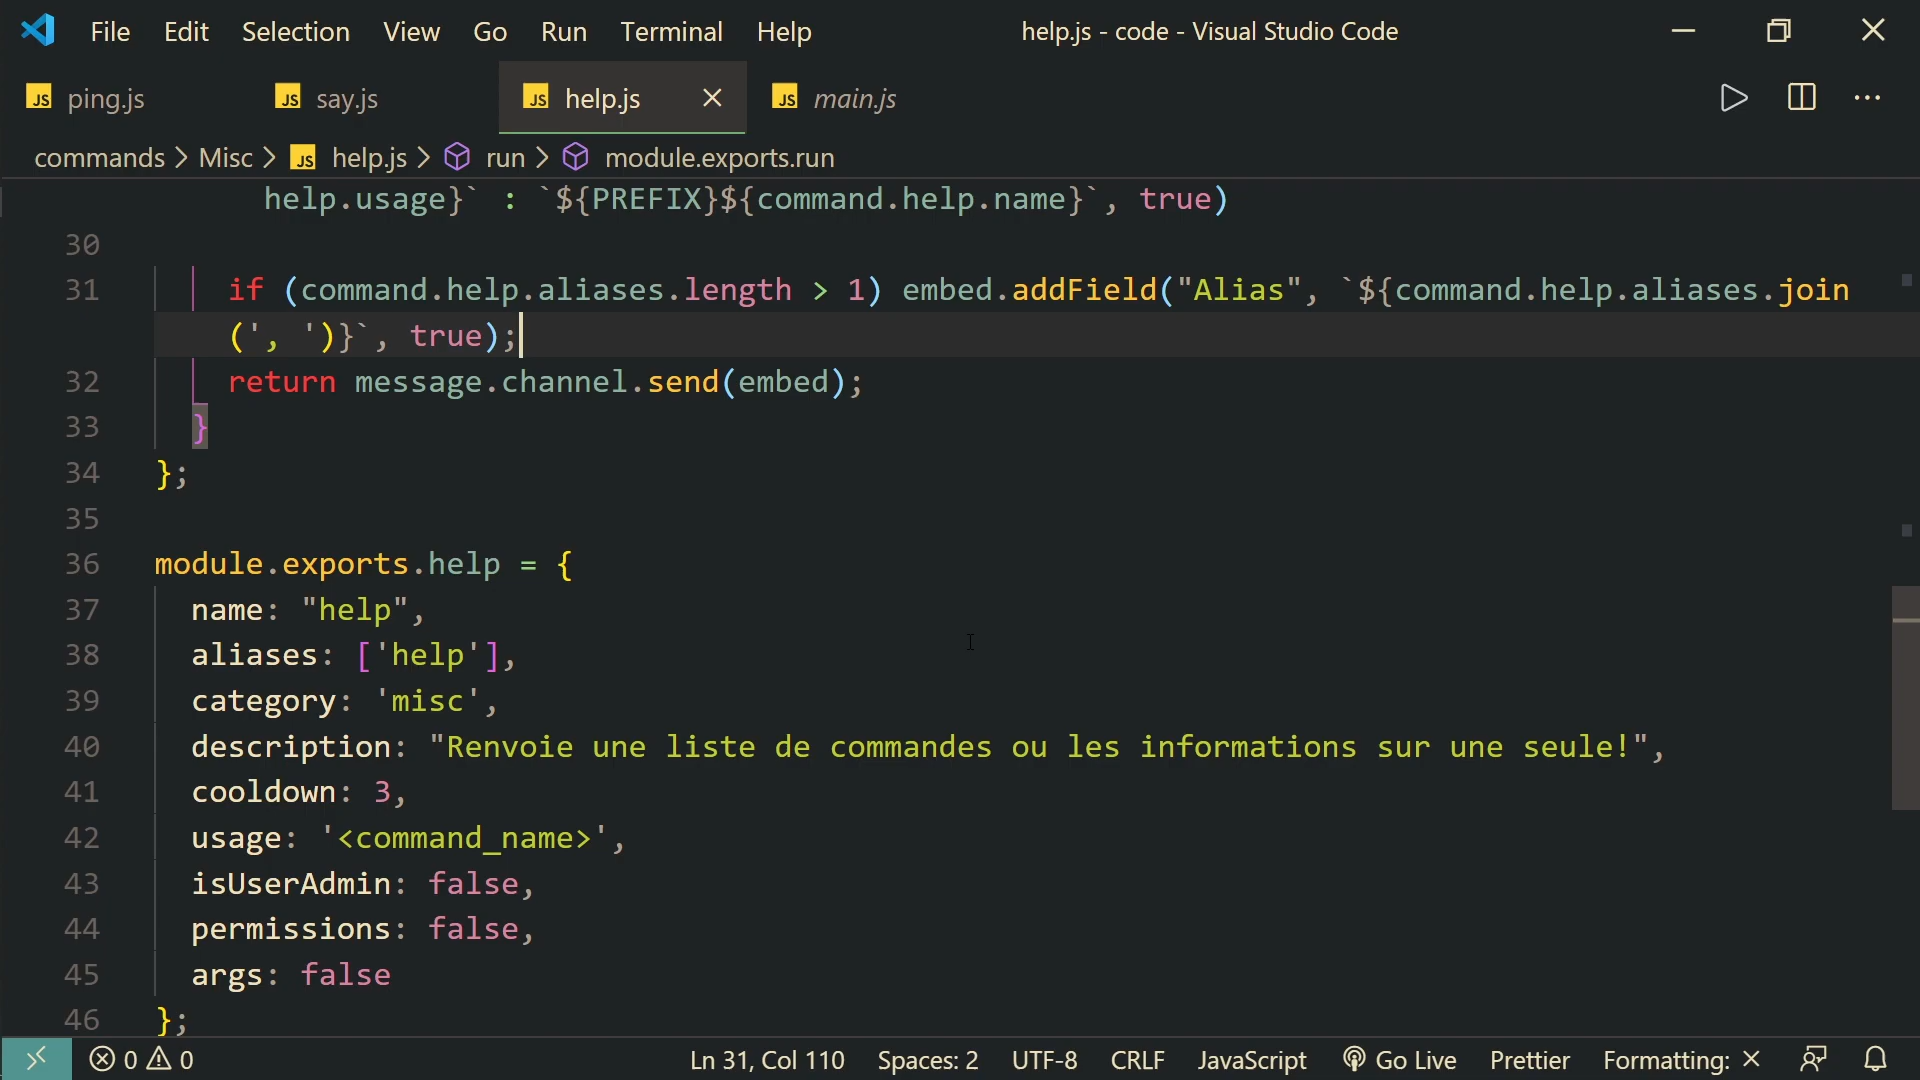 File Edit Selection View Go Run Terminal Help help.js - code - Visual Studio Code
JS ping.js JS say.js JS help.js JS main.js
commands > Misc > JS help.js > run > module.exports.run
help.usage}` : `${PREFIX}${command.help.name}`, true)
30
31 if (command.help.aliases.length > 1) embed.addField("Alias", `${command.help.aliases.join
(', ')}`, true);
32 return message.channel.send(embed);
33 }
34 };
35
36 module.exports.help = {
37 name: "help",
38 aliases: ['help'],
39 category: 'misc',
40 description: "Renvoie une liste de commandes ou les informations sur une seule!",
41 cooldown: 3,
42 usage: '<command_name>',
43 isUserAdmin: false,
44 permissions: false,
45 args: false
46 };
0 0 Ln 31, Col 110 Spaces: 2 UTF-8 CRLF JavaScript Go Live Prettier Formatting: ×